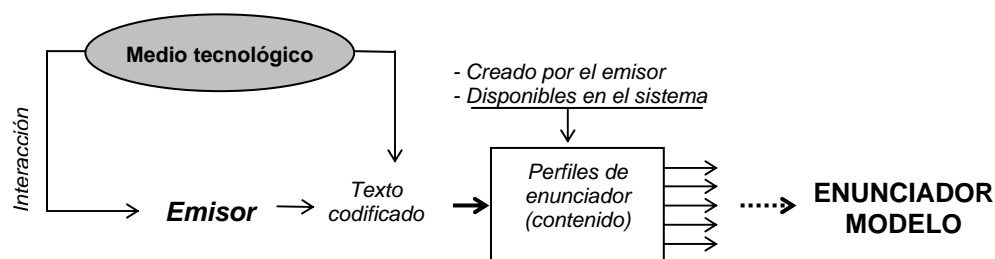 Medio tecnológico
- Creado por el emisor
- Disponibles en el sistema
Interacción
Emisor
Texto
codificado
Perfiles de
enunciador
(contenido)
ENUNCIADOR
MODELO